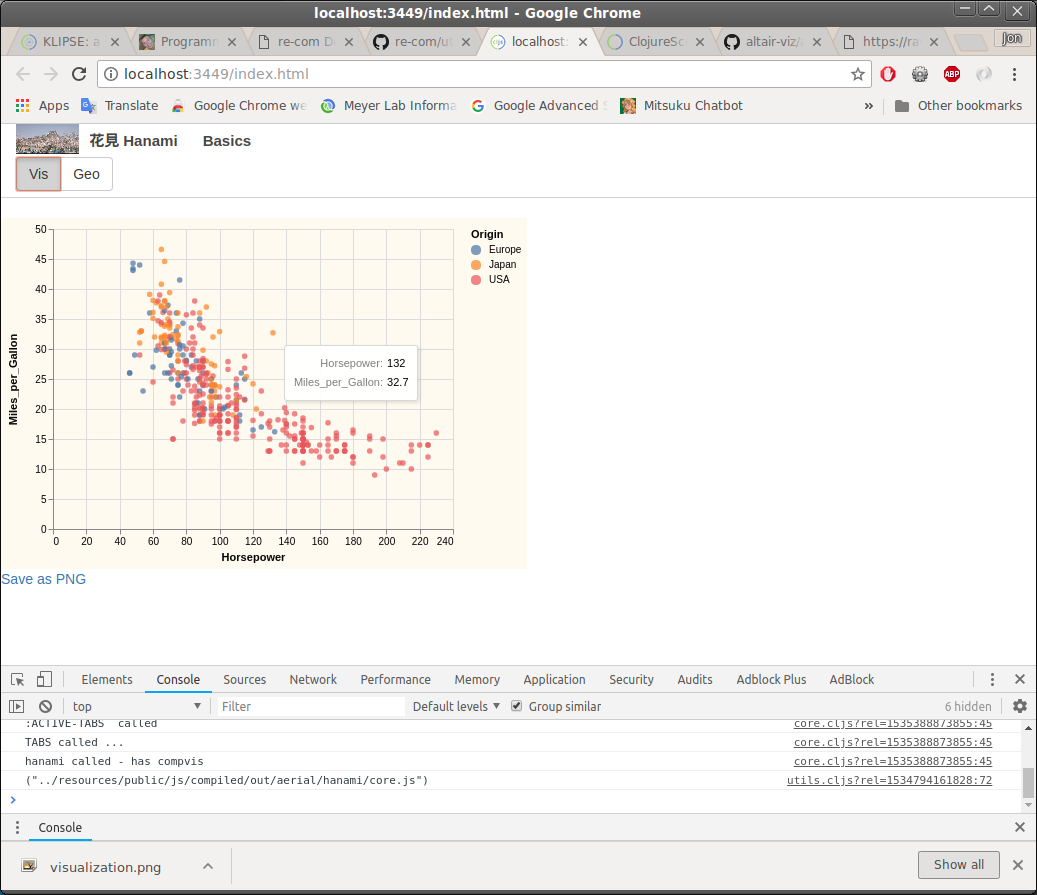 localhost:3449/index.html - Google Chrome
Jon
KLIPSE: a
Programm
re-com D
re-com/ut
localhost:
ClojureSc
altair-viz/
https://ra
localhost:3449/index.html
ABP
Apps Translate Google Chrome we Meyer Lab Informa Google Advanced S Mitsuku Chatbot » Other bookmarks
花見 Hanami Basics
Vis Geo
Origin
Europe
Japan
USA
Miles_per_Gallon
50
45
40
35
30
25
20
15
10
5
0
Horsepower: 132
Miles_per_Gallon: 32.7
0 20 40 60 80 100 120 140 160 180 200 220 240
Horsepower
Save as PNG
Elements Console Sources Network Performance Memory Application Security Audits Adblock Plus AdBlock
top Filter Default levels Group similar 6 hidden
:ACTIVE-TABS called core.cljs?rel=1535388873855:45
TABS called ... core.cljs?rel=1535388873855:45
hanami called - has compvis core.cljs?rel=1535388873855:45
("../resources/public/js/compiled/out/aerial/hanami/core.js") utils.cljs?rel=1534794161828:72
Console
visualization.png Show all